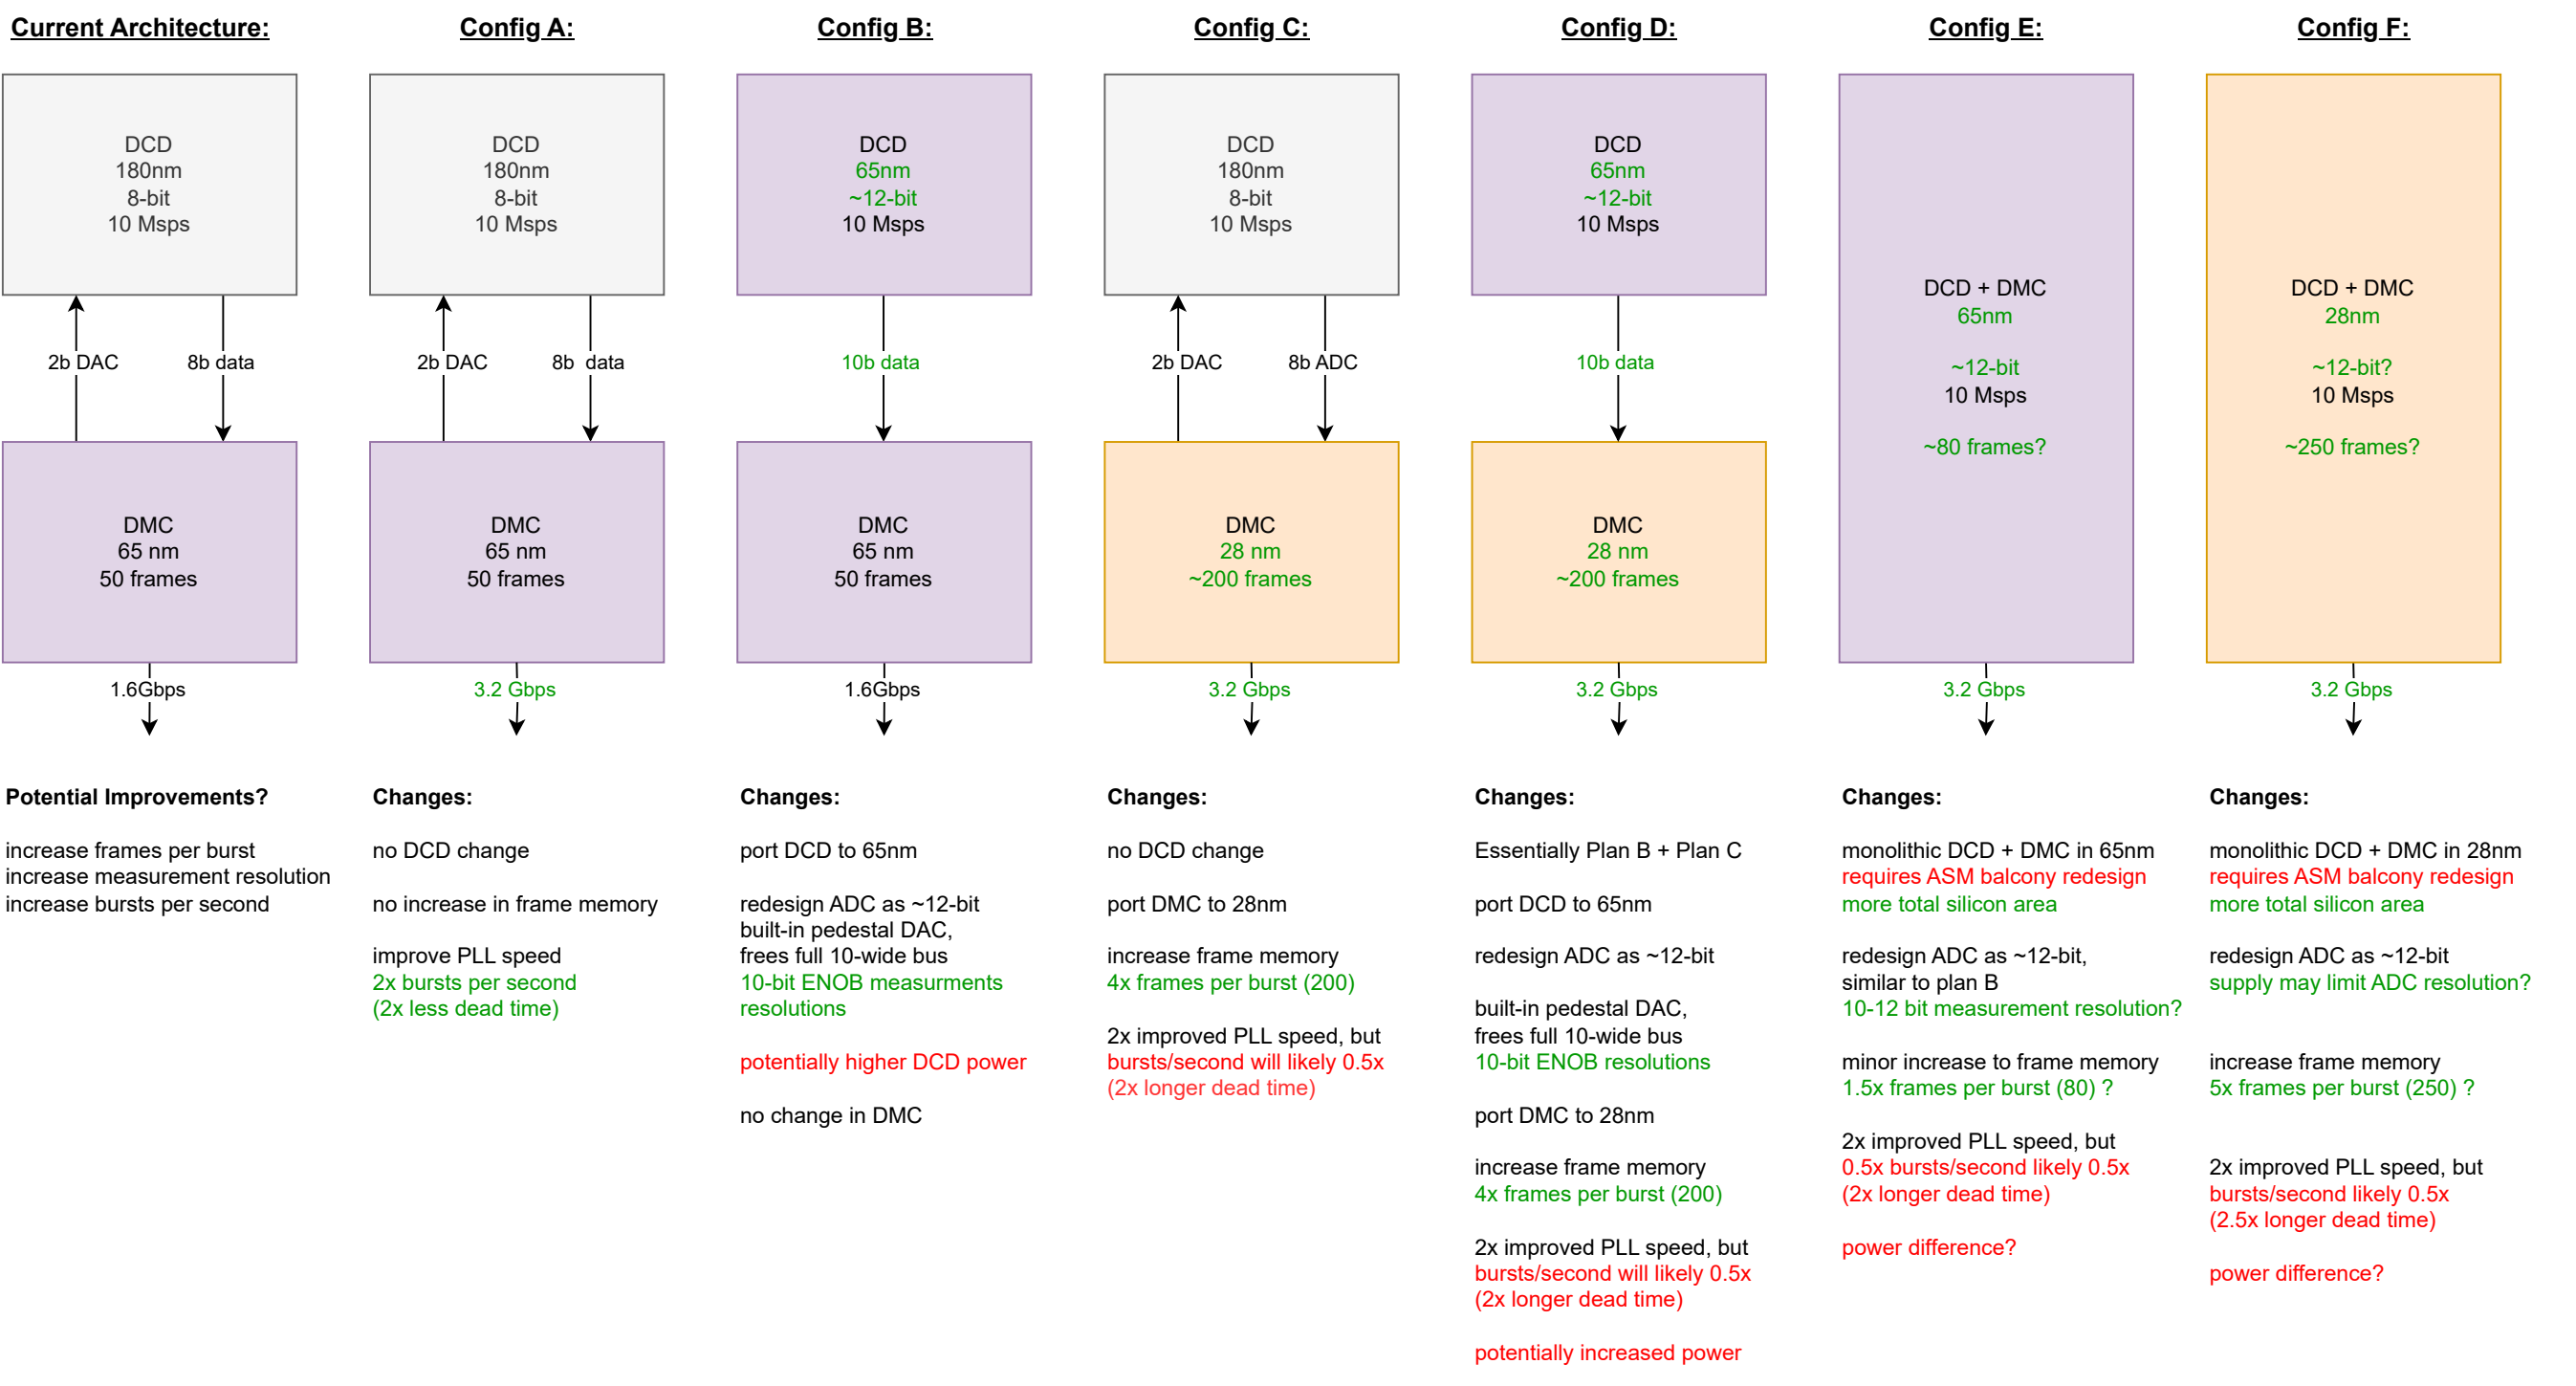 Current Architecture:
DCD
180nm
8-bit
10 Msps
2b DAC
8b data
DMC
65 nm
50 frames
1.6Gbps
Potential Improvements?
increase frames per burst
increase measurement resolution
increase bursts per second
Config A:
DCD
180nm
8-bit
10 Msps
2b DAC
8b data
DMC
65 nm
50 frames
3.2 Gbps
Changes:
no DCD change
no increase in frame memory
improve PLL speed
2x bursts per second
(2x less dead time)
Config B:
DCD
65nm
~12-bit
10 Msps
10b data
DMC
65 nm
50 frames
1.6Gbps
Changes:
port DCD to 65nm
redesign ADC as ~12-bit
built-in pedestal DAC,
frees full 10-wide bus
10-bit ENOB measurments
resolutions
potentially higher DCD power
no change in DMC
Config C:
DCD
180nm
8-bit
10 Msps
2b DAC
8b ADC
DMC
28 nm
~200 frames
3.2 Gbps
Changes:
no DCD change
port DMC to 28nm
increase frame memory
4x frames per burst (200)
2x improved PLL speed, but
bursts/second will likely 0.5x
(2x longer dead time)
Config D:
DCD
65nm
~12-bit
10 Msps
10b data
DMC
28 nm
~200 frames
3.2 Gbps
Changes:
Essentially Plan B + Plan C
port DCD to 65nm
redesign ADC as ~12-bit
built-in pedestal DAC,
frees full 10-wide bus
10-bit ENOB resolutions
port DMC to 28nm
increase frame memory
4x frames per burst (200)
2x improved PLL speed, but
bursts/second will likely 0.5x
(2x longer dead time)
potentially increased power
Config E:
DCD + DMC
65nm
~12-bit
10 Msps
~80 frames?
3.2 Gbps
Changes:
monolithic DCD + DMC in 65nm
requires ASM balcony redesign
more total silicon area
redesign ADC as ~12-bit,
similar to plan B
10-12 bit measurement resolution?
minor increase to frame memory
1.5x frames per burst (80) ?
2x improved PLL speed, but
0.5x bursts/second likely 0.5x
(2x longer dead time)
power difference?
Config F:
DCD + DMC
28nm
~12-bit?
10 Msps
~250 frames?
3.2 Gbps
Changes:
monolithic DCD + DMC in 28nm
requires ASM balcony redesign
more total silicon area
redesign ADC as ~12-bit
supply may limit ADC resolution?
increase frame memory
5x frames per burst (250) ?
2x improved PLL speed, but
bursts/second likely 0.5x
(2.5x longer dead time)
power difference?